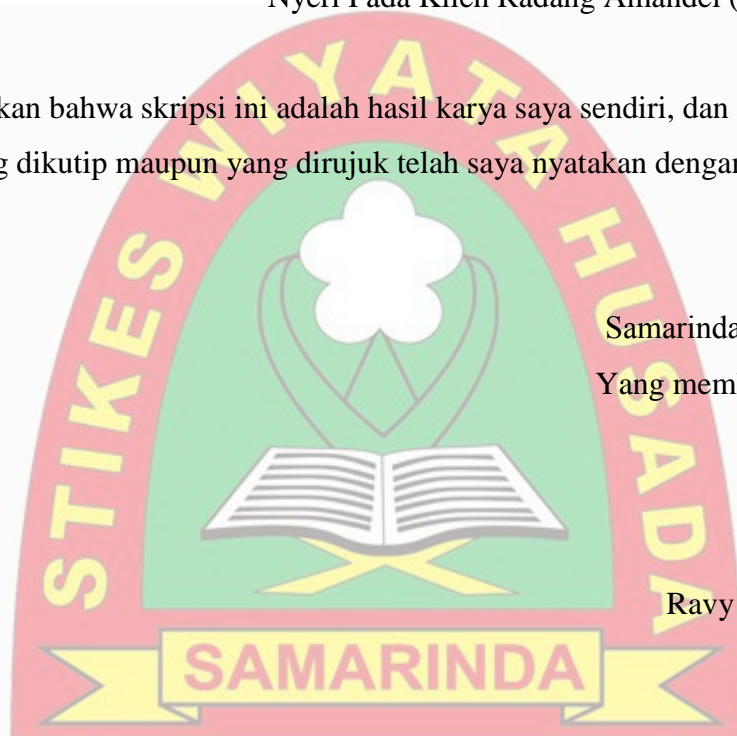 Nyeri Pada Klien Radang Amandel (
kan bahwa skripsi ini adalah hasil karya saya sendiri, dan
g dikutip maupun yang dirujuk telah saya nyatakan dengan
Samarinda
Yang mem
Ravy
STIKES WIYATA HUSADA
SAMARINDA